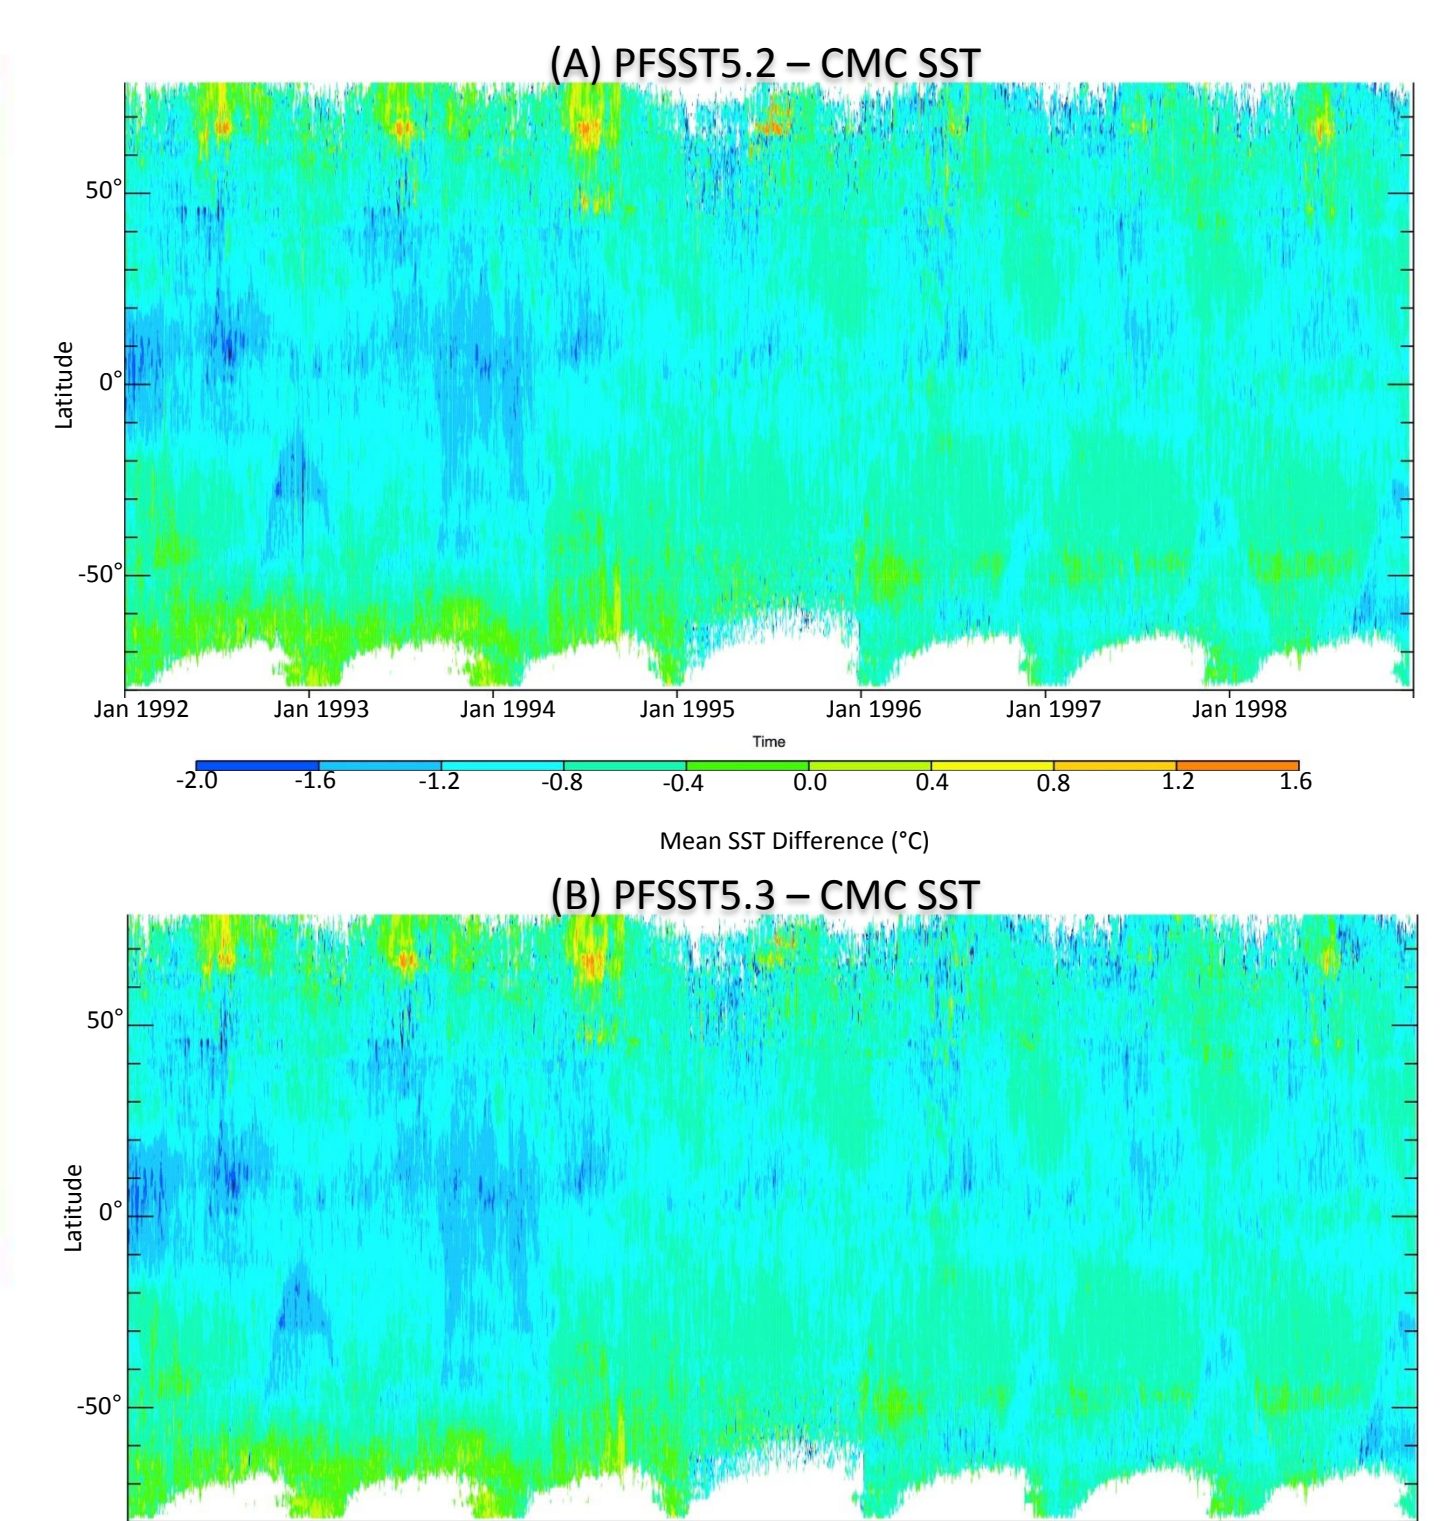 (A) PFSST5.2 – CMC SST
50°
0°
-50°
Latitude
Jan 1992 Jan 1993 Jan 1994 Jan 1995 Jan 1996 Jan 1997 Jan 1998
Time
-2.0 -1.6 -1.2 -0.8 -0.4 0.0 0.4 0.8 1.2 1.6
Mean SST Difference (°C)
(B) PFSST5.3 – CMC SST
50°
0°
-50°
Latitude